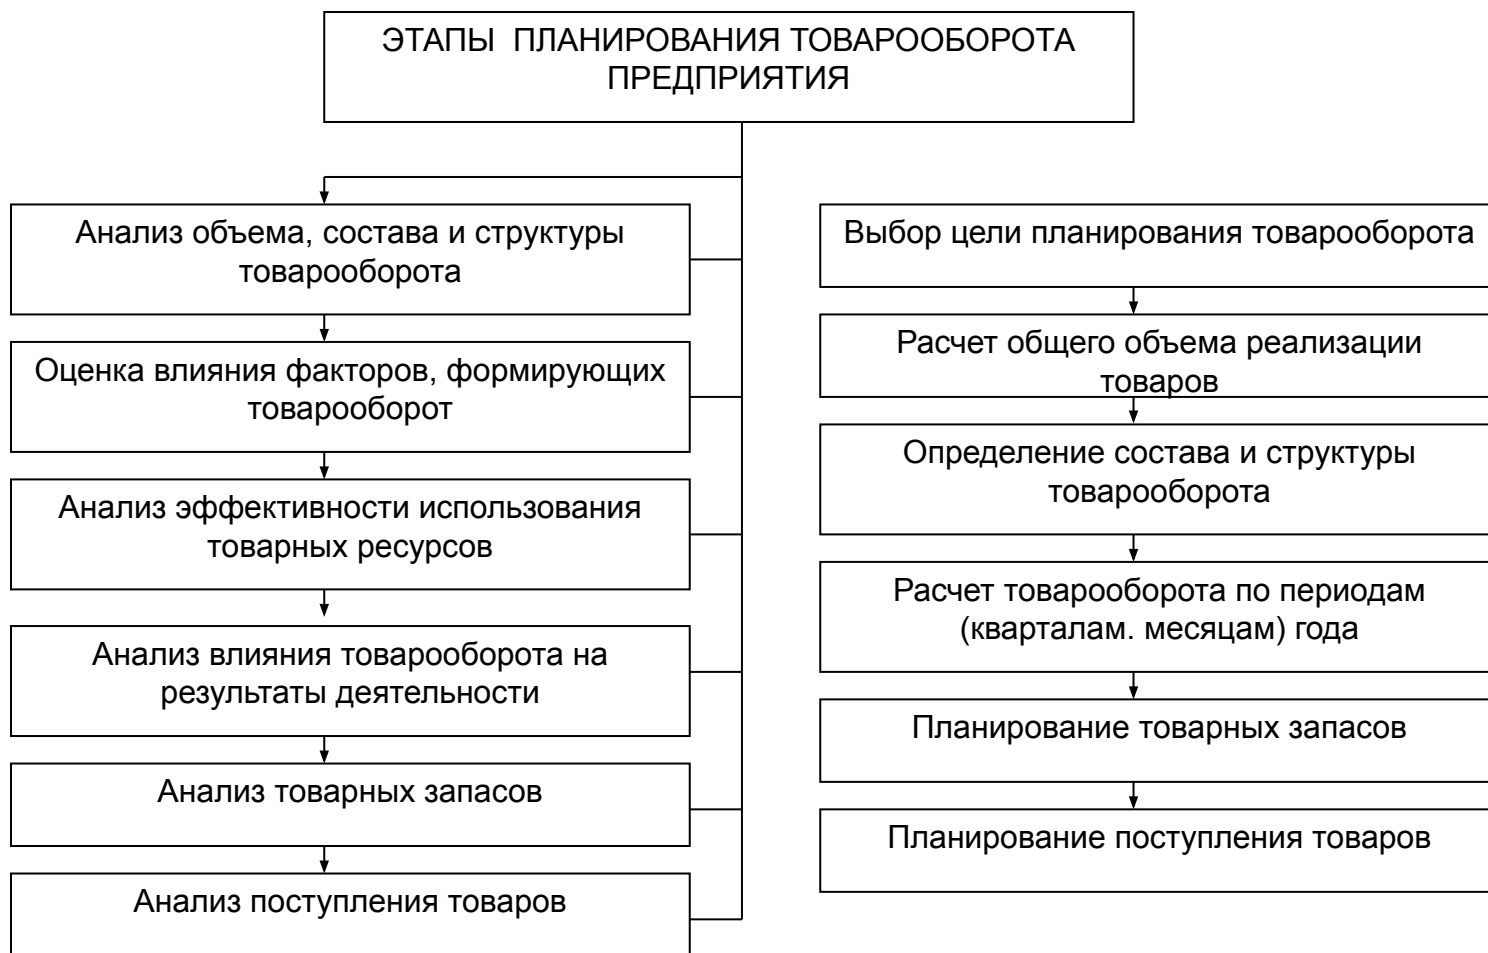 ЭТАПЫ ПЛАНИРОВАНИЯ ТОВАРООБОРОТА
ПРЕДПРИЯТИЯ
Анализ объема, состава и структуры
товарооборота
Оценка влияния факторов, формирующих
товарооборот
Анализ эффективности использования
товарных ресурсов
Анализ влияния товарооборота на
результаты деятельности
Анализ товарных запасов
Анализ поступления товаров
Выбор цели планирования товарооборота
Расчет общего объема реализации
товаров
Определение состава и структуры
товарооборота
Расчет товарооборота по периодам
(кварталам. месяцам) года
Планирование товарных запасов
Планирование поступления товаров